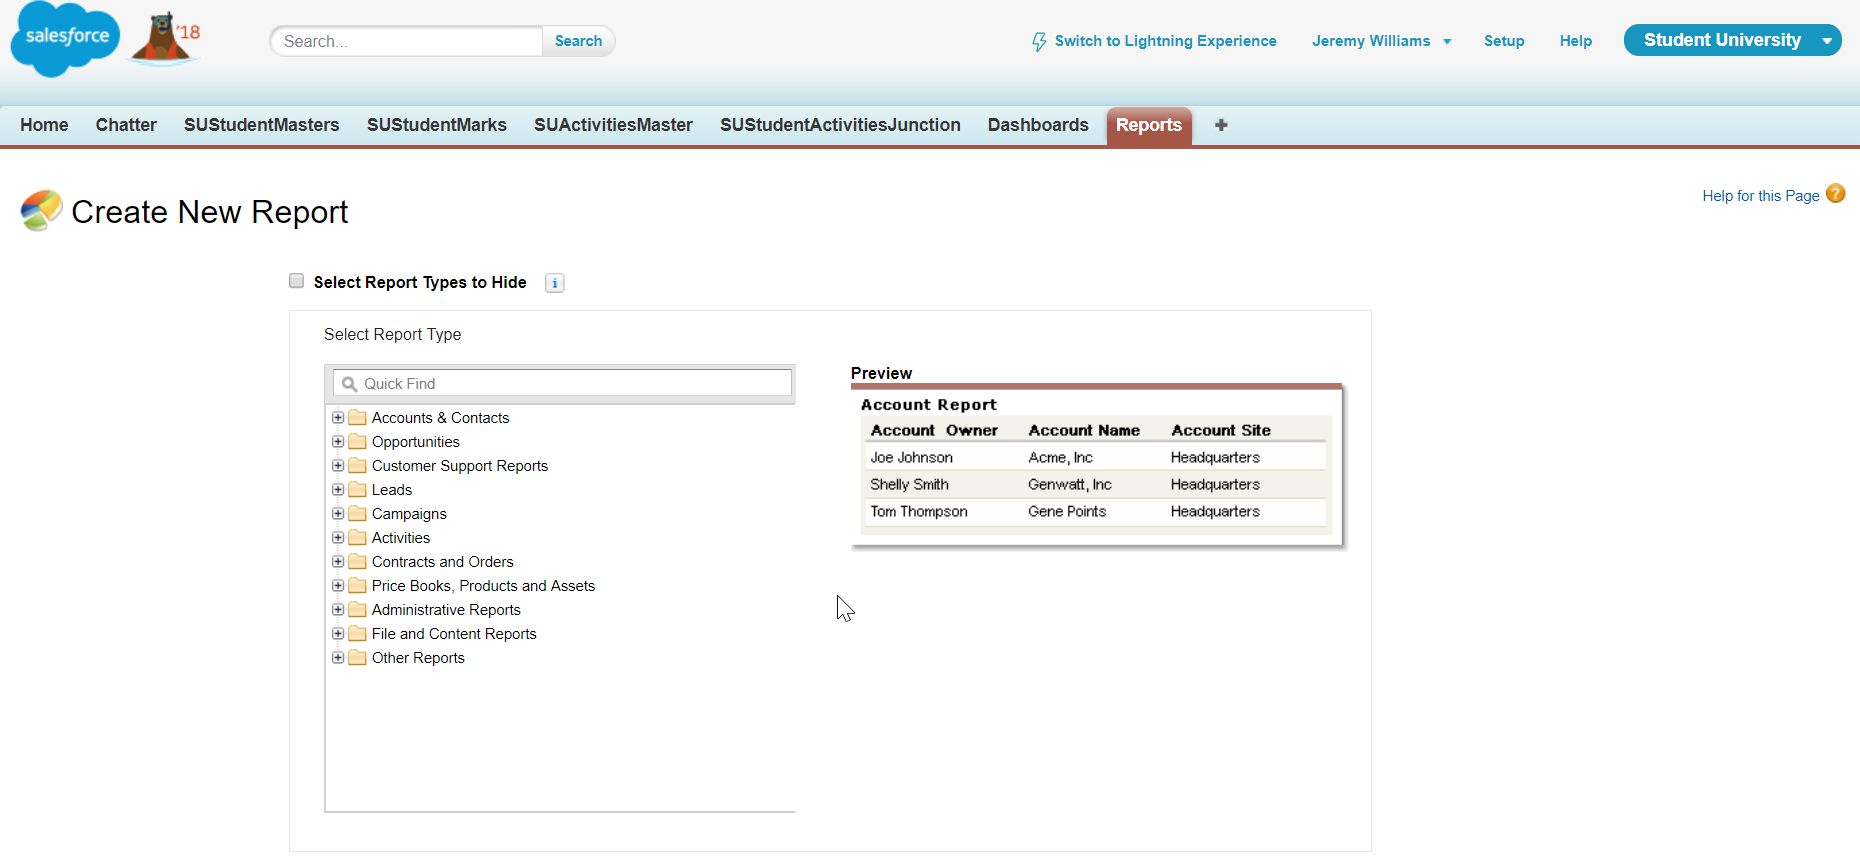 salesforce
'18
Search...
Search
Switch to Lightning Experience
Jeremy Williams
Setup
Help
Student University
Home
Chatter
SUStudentMasters
SUStudentMarks
SUActivitiesMaster
SUStudentActivitiesJunction
Dashboards
Reports
Create New Report
Help for this Page
?
Select Report Types to Hide
i
Select Report Type
Quick Find
Accounts & Contacts
Opportunities
Customer Support Reports
Leads
Campaigns
Activities
Contracts and Orders
Price Books, Products and Assets
Administrative Reports
File and Content Reports
Other Reports
Preview
Account Report
Account Owner Account Name Account Site
Joe Johnson Acme, Inc Headquarters
Shelly Smith Genwatt, Inc Headquarters
Tom Thompson Gene Points Headquarters